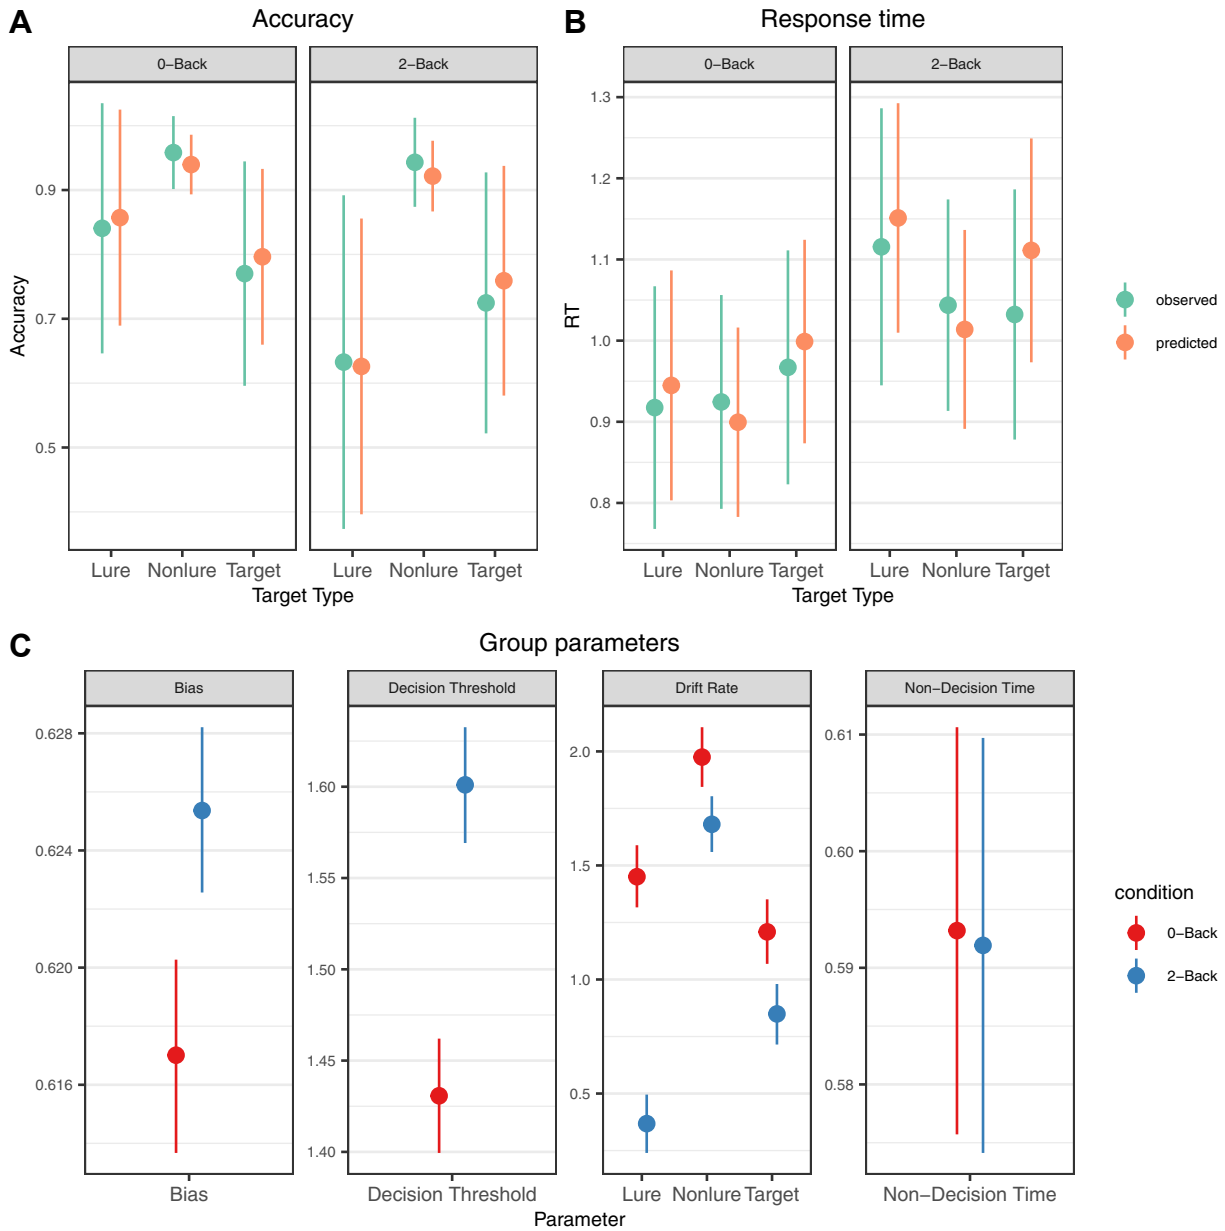 A Accuracy
0-Back 2-Back
0.9
0.7
0.5
Accuracy
Lure Nonlure Target Lure Nonlure Target
Target Type
B Response time
0-Back 2-Back
1.3
1.2
1.1
1.0
0.9
0.8
RT
Lure Nonlure Target Lure Nonlure Target
Target Type
observed
predicted
C Group parameters
Bias
0.628
0.624
0.620
0.616
Bias
Decision Threshold
1.60
1.55
1.50
1.45
1.40
Decision Threshold
Drift Rate
2.0
1.5
1.0
0.5
Lure Nonlure Target
Non-Decision Time
0.61
0.60
0.59
0.58
Non-Decision Time
Parameter
condition
0-Back
2-Back